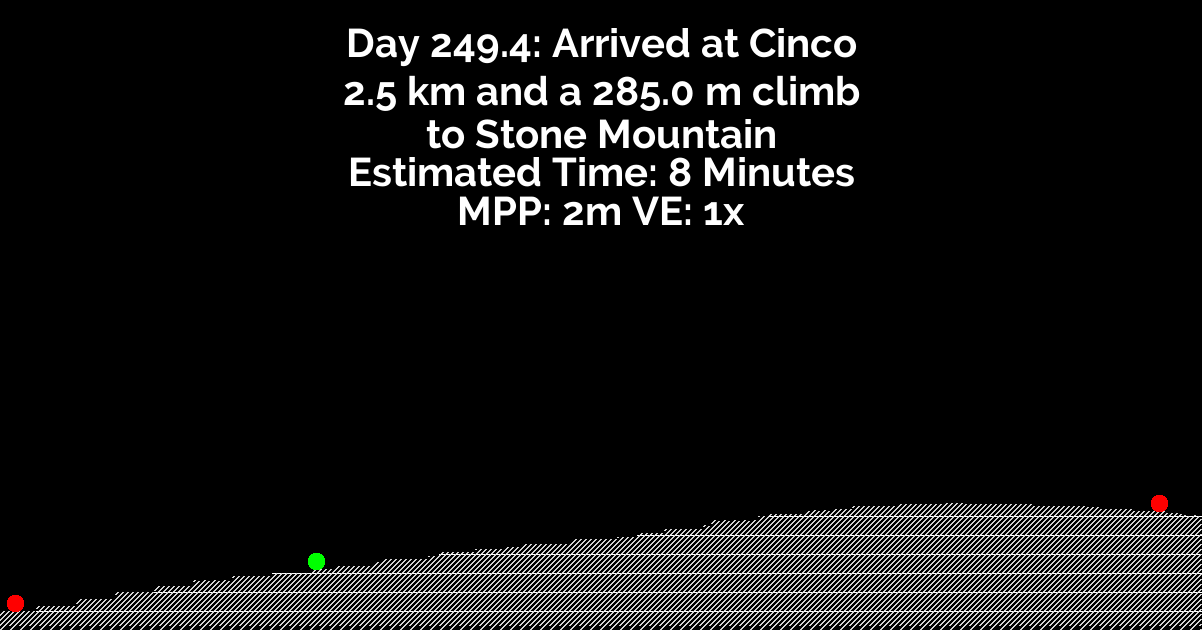 Day 249.4: Arrived at Cinco
2.5 km and a 285.0 m climb
to Stone Mountain
Estimated Time: 8 Minutes
MPP: 2m VE: 1x